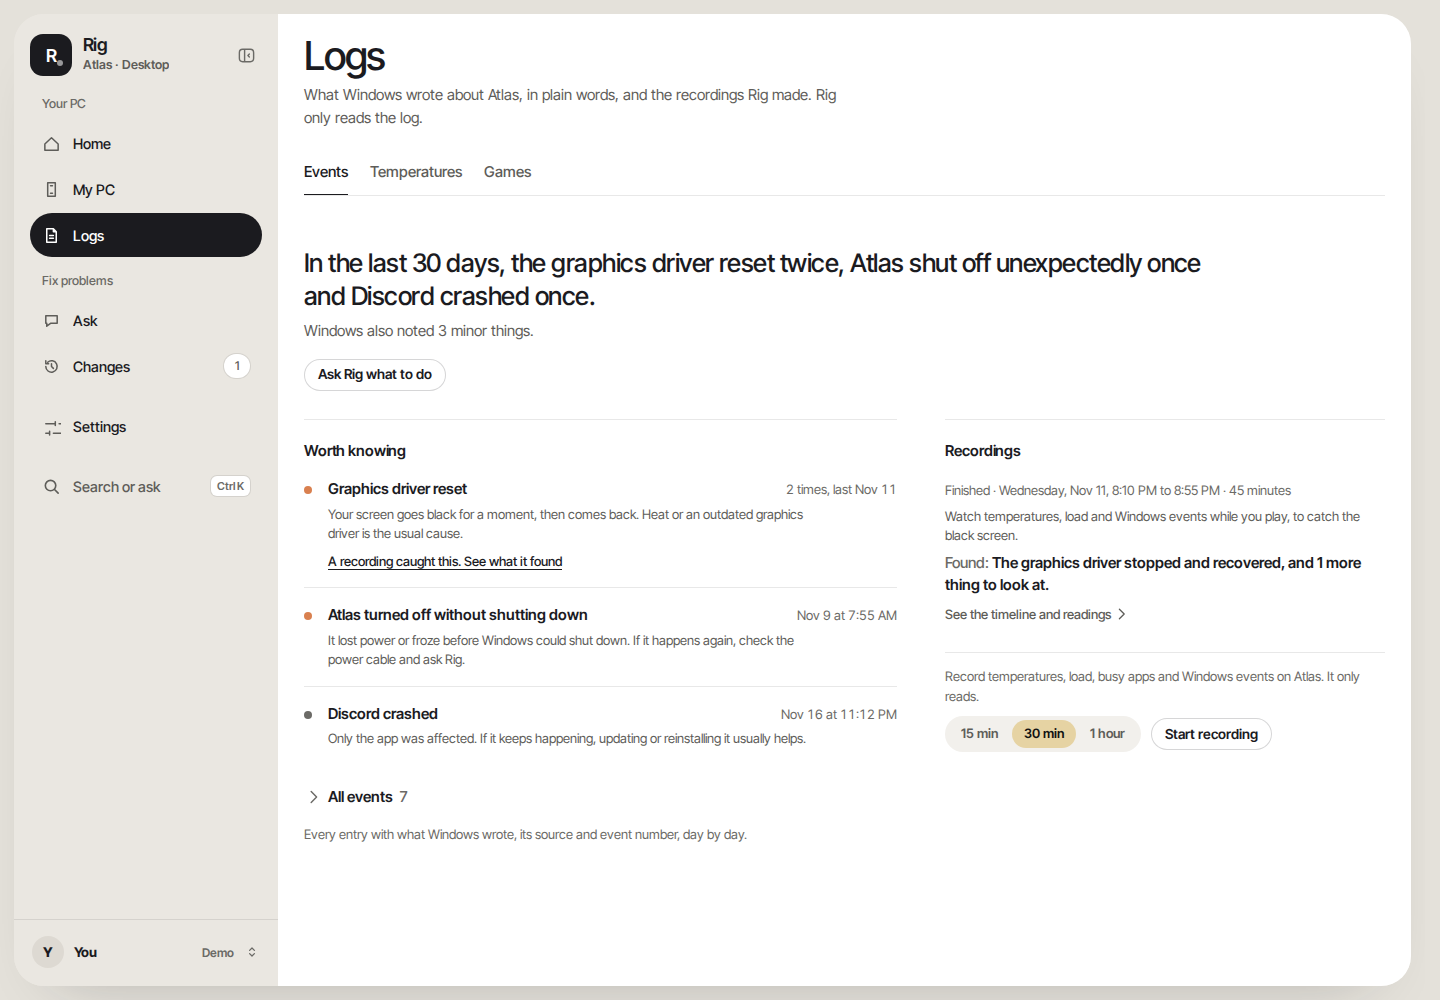 R
Rig
Atlas · Desktop
Your PC
Home
My PC
Logs
Fix problems
Ask
Changes
1
Settings
Search or ask
Ctrl K
Y
You
Demo
Logs
What Windows wrote about Atlas, in plain words, and the recordings Rig made. Rig
only reads the log.
Events
Temperatures
Games
In the last 30 days, the graphics driver reset twice, Atlas shut off unexpectedly once
and Discord crashed once.
Windows also noted 3 minor things.
Ask Rig what to do
Worth knowing
Graphics driver reset
2 times, last Nov 11
Your screen goes black for a moment, then comes back. Heat or an outdated graphics
driver is the usual cause.
A recording caught this. See what it found
Atlas turned off without shutting down
Nov 9 at 7:55 AM
It lost power or froze before Windows could shut down. If it happens again, check the
power cable and ask Rig.
Discord crashed
Nov 16 at 11:12 PM
Only the app was affected. If it keeps happening, updating or reinstalling it usually helps.
All events 7
Every entry with what Windows wrote, its source and event number, day by day.
Recordings
Finished · Wednesday, Nov 11, 8:10 PM to 8:55 PM · 45 minutes
Watch temperatures, load and Windows events while you play, to catch the
black screen.
Found: The graphics driver stopped and recovered, and 1 more
thing to look at.
See the timeline and readings
Record temperatures, load, busy apps and Windows events on Atlas. It only
reads.
15 min
30 min
1 hour
Start recording